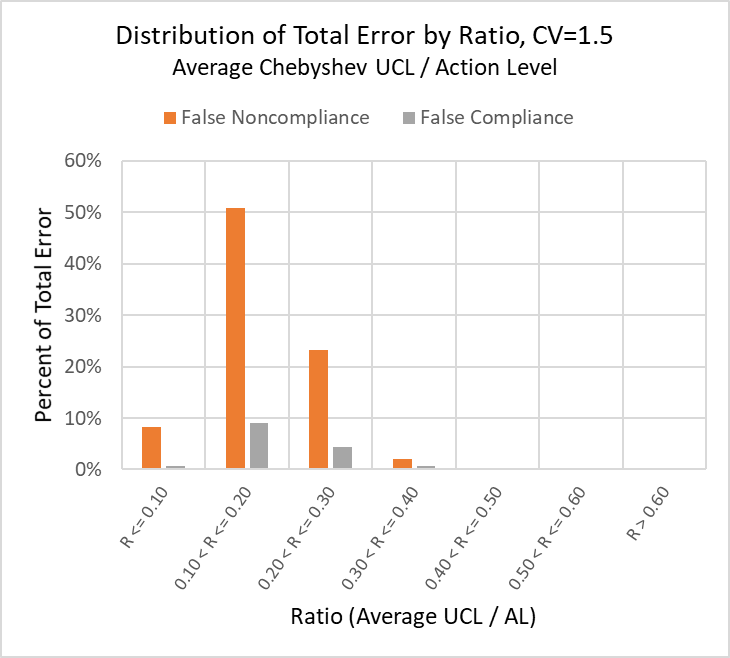 Distribution of Total Error by Ratio, CV=1.5
Average Chebyshev UCL / Action Level
False Noncompliance
False Compliance
Percent of Total Error
60%
50%
40%
30%
20%
10%
0%
R <= 0.10
0.10 < R <= 0.20
0.20 < R <= 0.30
0.30 < R <= 0.40
0.40 < R <= 0.50
0.50 < R <= 0.60
R > 0.60
Ratio (Average UCL / AL)